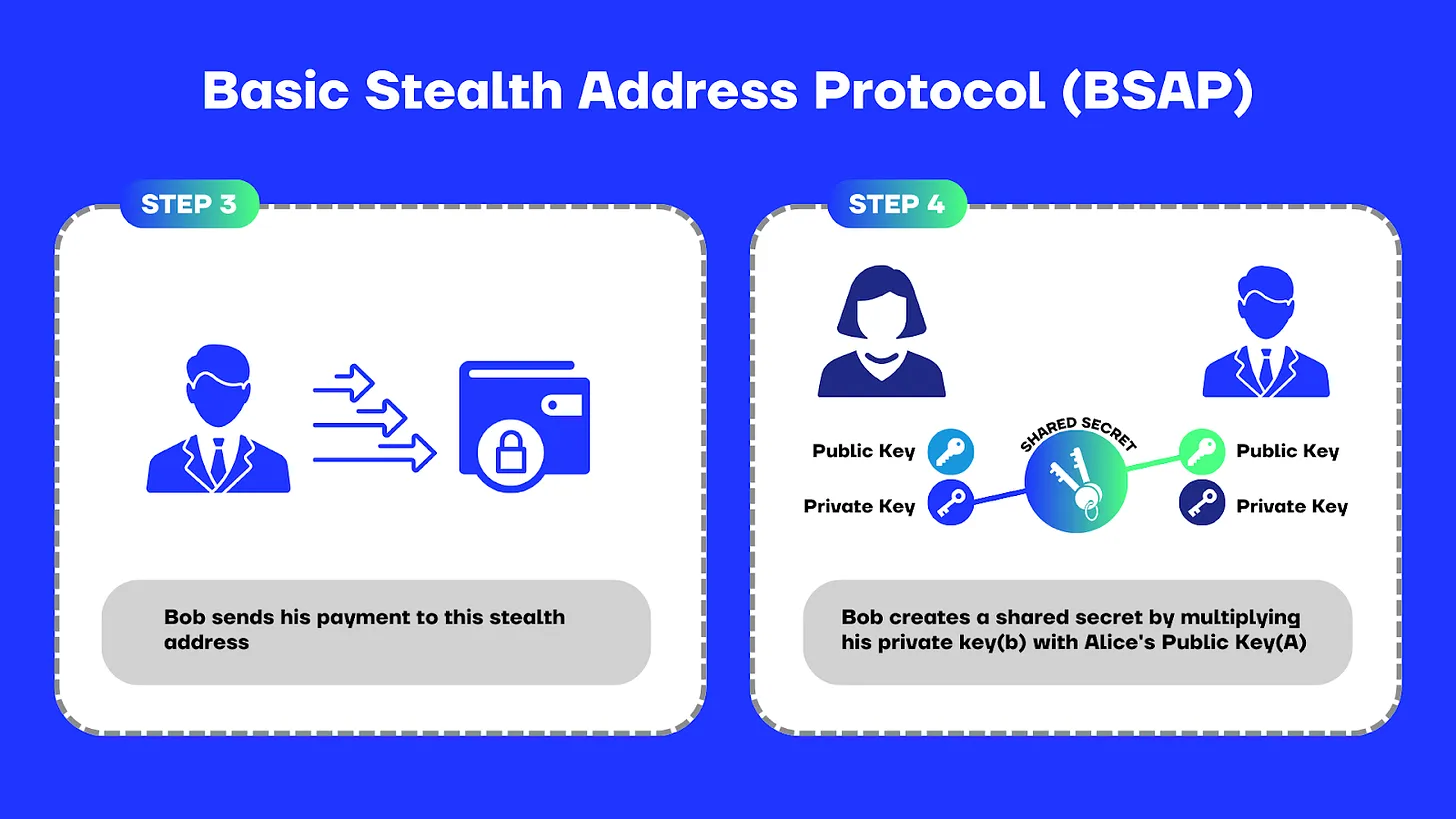 Basic Stealth Address Protocol (BSAP)
STEP 3
Bob sends his payment to this stealth
address
STEP 4
SHARED SECRET
Public Key
Private Key
Public Key
Private Key
Bob creates a shared secret by multiplying
his private key(b) with Alice's Public Key(A)